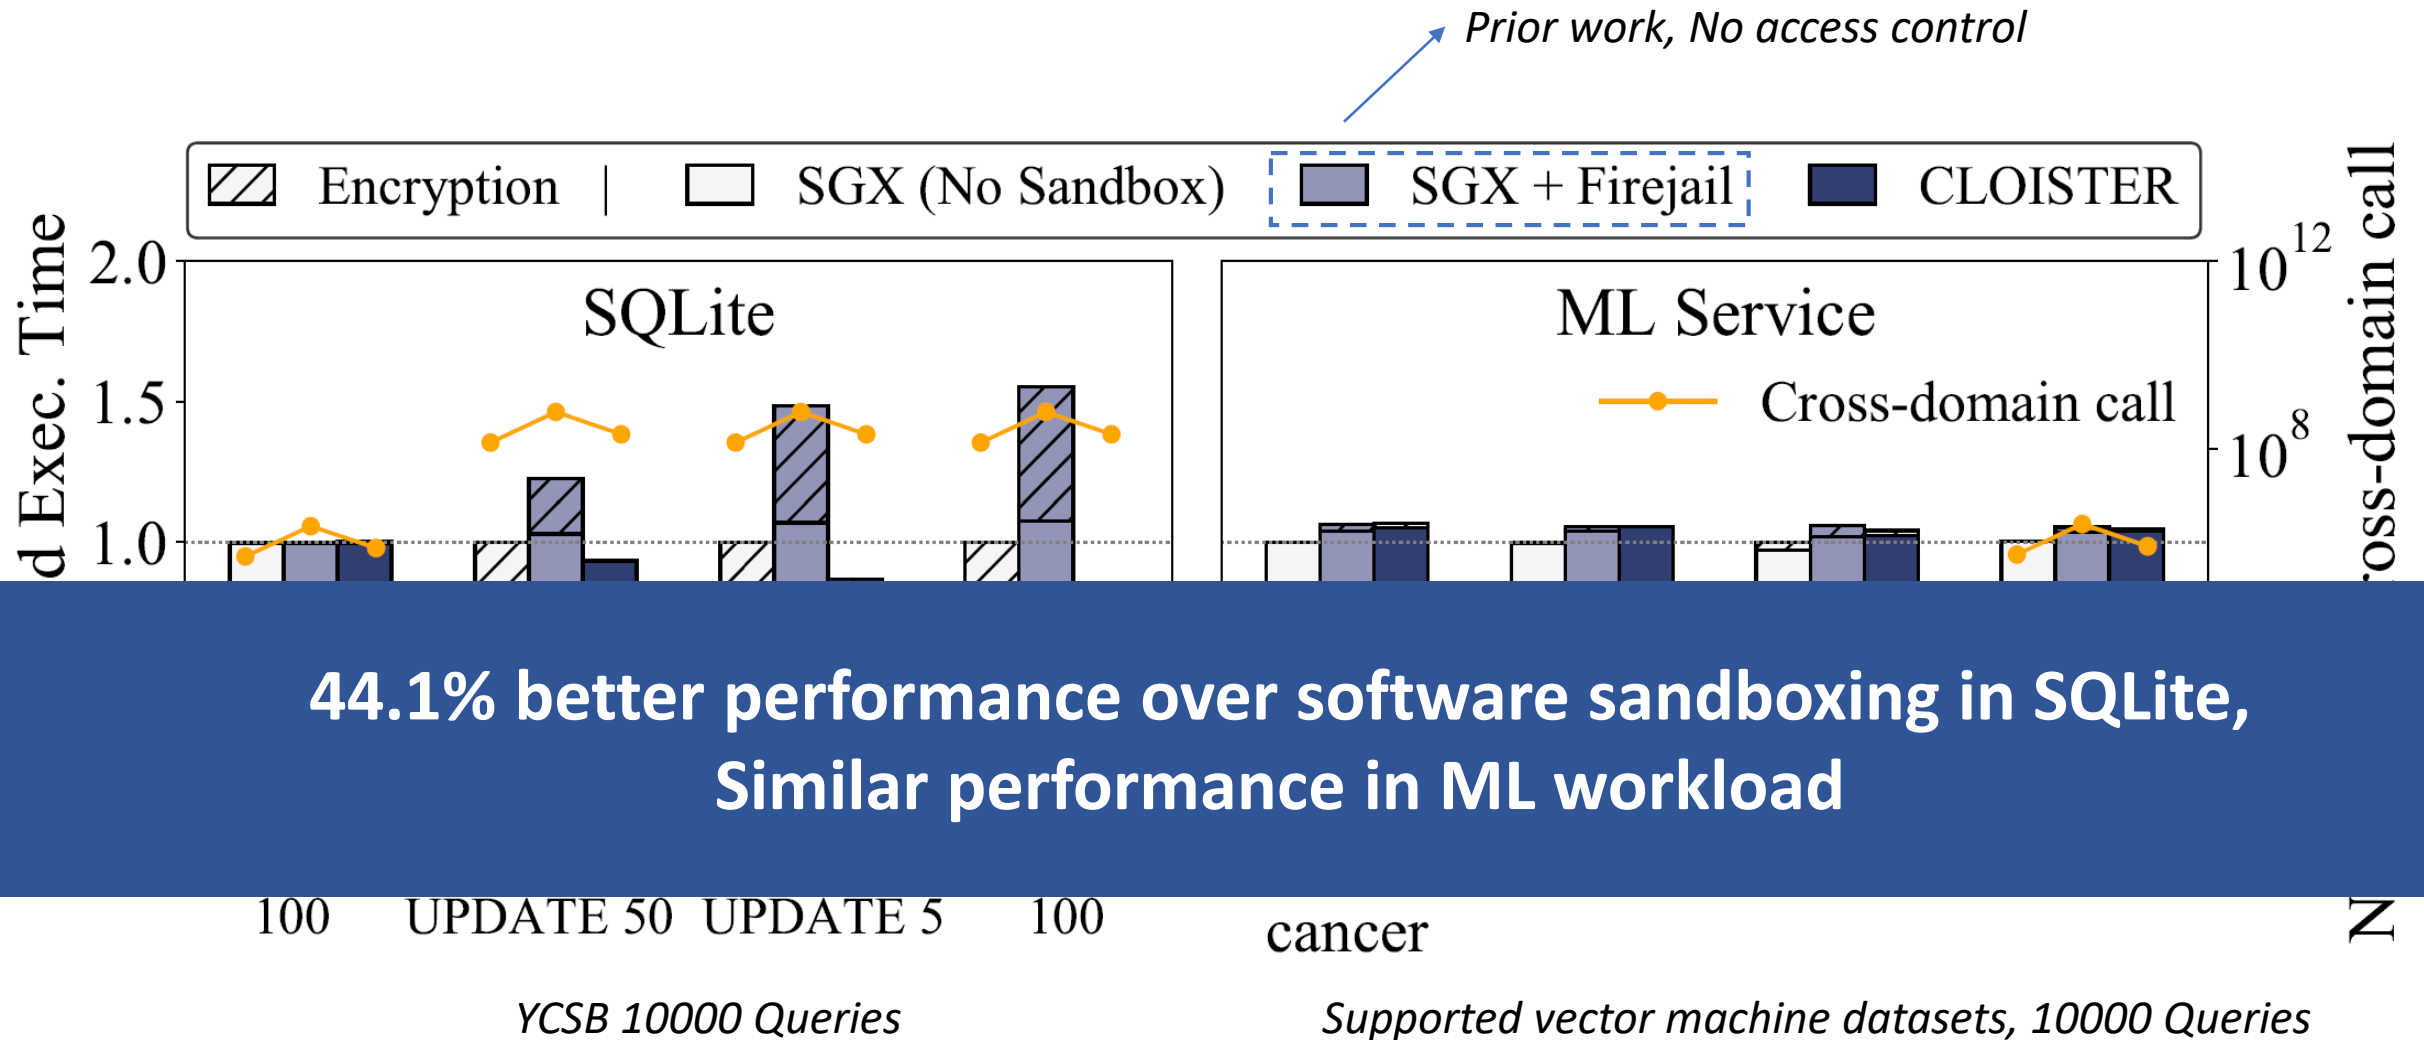 Prior work, No access control
Encryption | SGX (No Sandbox) SGX + Firejail CLOISTER
d Exec. Time
2.0
1.5
1.0
SQLite
ML Service
Cross-domain call
10^12
10^8
ross-domain call
N
44.1% better performance over software sandboxing in SQLite,
Similar performance in ML workload
100 UPDATE 50 UPDATE 5 100
cancer
YCSB 10000 Queries
Supported vector machine datasets, 10000 Queries